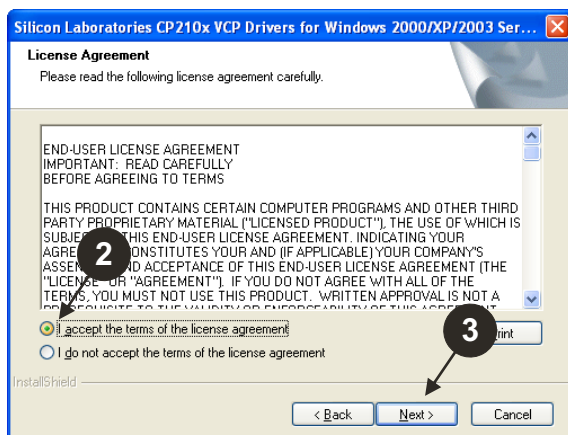 Silicon Laboratories CP210x VCP Drivers for Windows 2000/XP/2003 Ser...
License Agreement
Please read the following license agreement carefully.
END-USER LICENSE AGREEMENT
IMPORTANT: READ CAREFULLY
BEFORE AGREEING TO TERMS
THIS PRODUCT CONTAINS CERTAIN COMPUTER PROGRAMS AND OTHER THIRD
PARTY PROPRIETARY MATERIAL ("LICENSED PRODUCT"), THE USE OF WHICH IS
THIS END-USER LICENSE AGREEMENT. INDICATING YOUR
YOUR AND (IF APPLICABLE) YOUR COMPANY'S
ACCEPTANCE OF THIS END-USER LICENSE AGREEMENT (THE
"LICENSE" OR "AGREEMENT"). IF YOU DO NOT AGREE WITH ALL OF THE
TERMS, YOU MUST NOT USE THIS PRODUCT. WRITTEN APPROVAL IS NOT A
2
I accept the terms of the license agreement
I do not accept the terms of the license agreement
3
InstallShield
< Back
Next >
Cancel